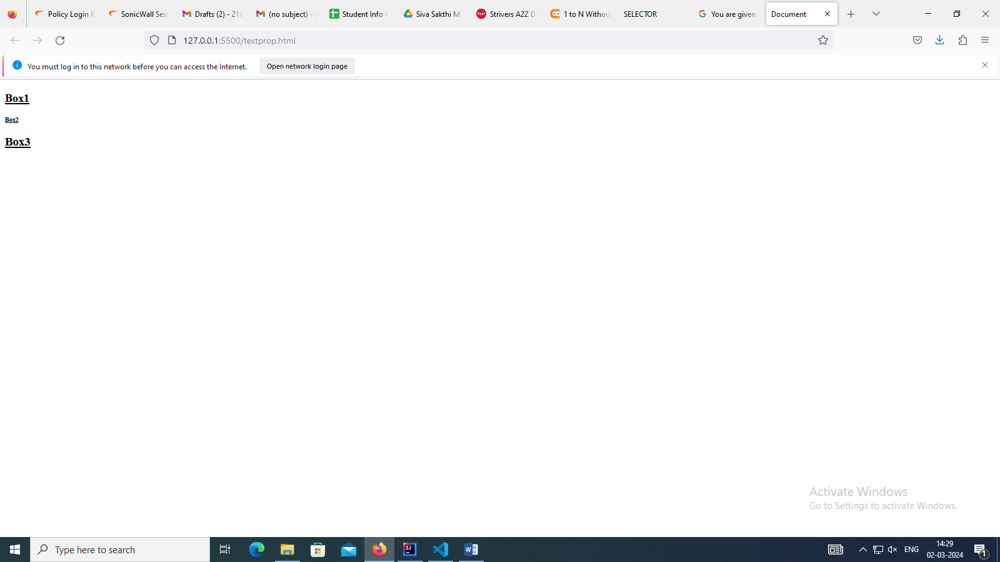 Policy Login R
SonicWall Sess
Drafts (2) - 21c
(no subject) -
Student Info -
Siva Sakthi M
Strivers A2Z D
1 to N Withou
SELECTOR
You are given
Document
127.0.0.1:5500/textprop.html
You must log in to this network before you can access the Internet.
Open network login page
Box1
Box2
Box3
Activate Windows
Go to Settings to activate Windows.
Type here to search
ENG
14:29
02-03-2024
1